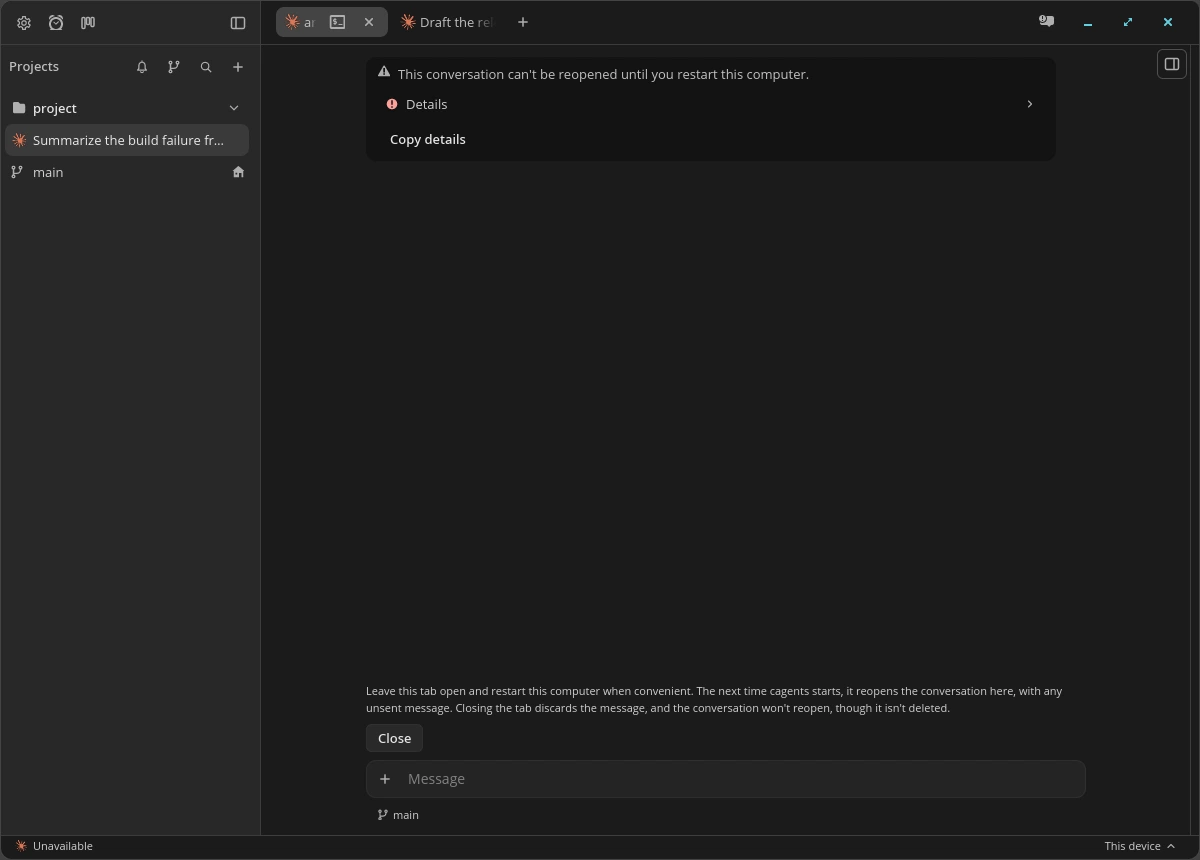 Draft the re
Projects
project
Summarize the build failure fr...
main
This conversation can't be reopened until you restart this computer.
Details
Copy details
Leave this tab open and restart this computer when convenient. The next time cagents starts, it reopens the conversation here, with any
unsent message. Closing the tab discards the message, and the conversation won't reopen, though it isn't deleted.
Close
Message
main
Unavailable
This device